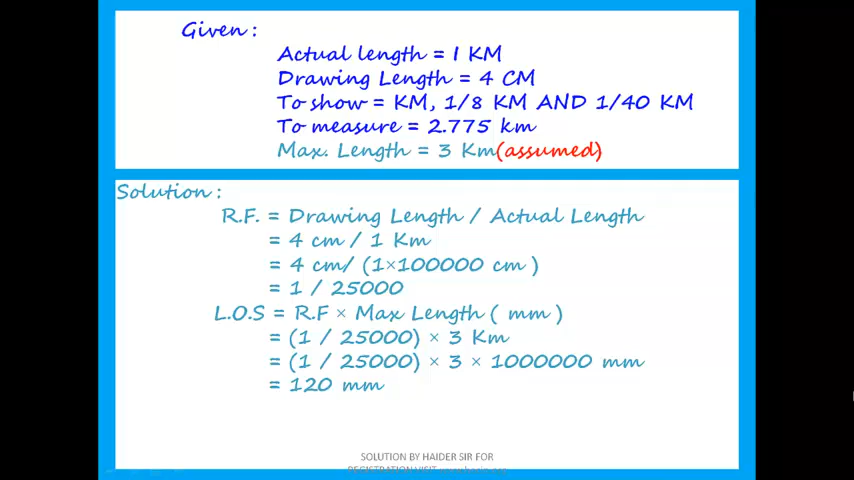 Given :
Actual length = 1 KM
Drawing Length = 4 CM
To show = KM, 1/8 KM AND 1/40 KM
To measure = 2.775 km
Max. Length = 3 Km(assumed)
Solution :
R.F. = Drawing Length / Actual Length
= 4 cm / 1 Km
= 4 cm/ (1×100000 cm )
= 1 / 25000
L.O.S = R.F × Max Length ( mm )
= (1 / 25000) × 3 Km
= (1 / 25000) × 3 × 1000000 mm
= 120 mm
SOLUTION BY HAIDER SIR FOR
REGISTRATION VISIT